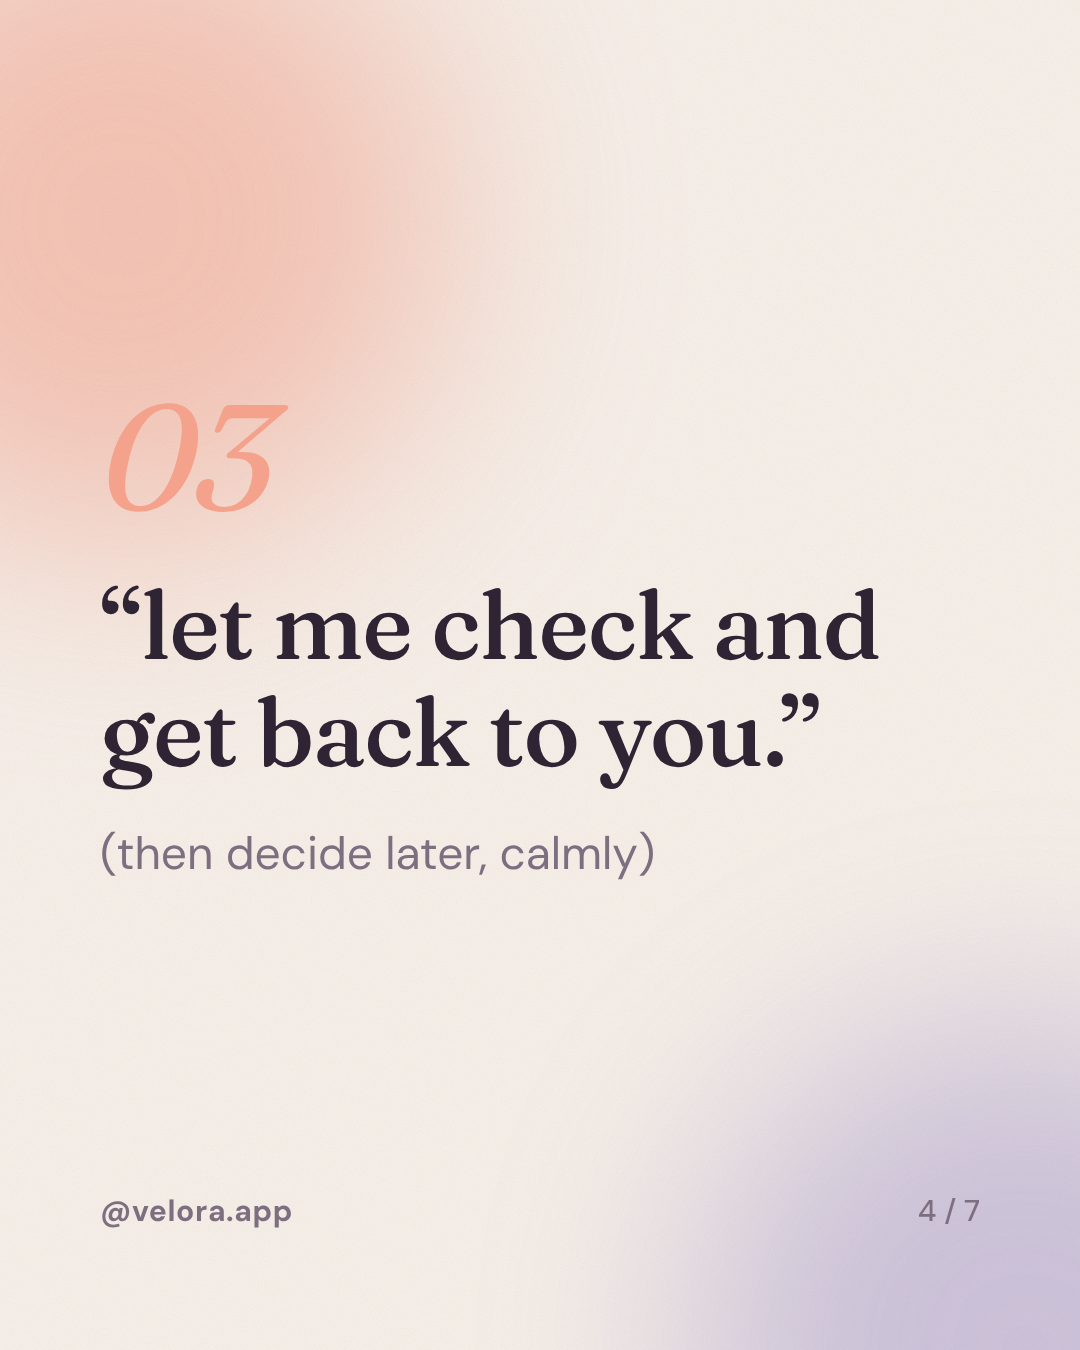 03
“let me check and
get back to you.”
(then decide later, calmly)
@velora.app
4 / 7